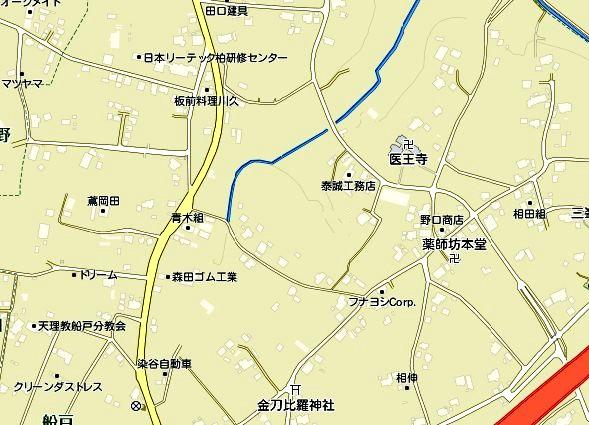 オークメイト
田口建具
日本リーテック柏研修センター
マツヤマ
板前料理川久
野
医王寺
泰誠工務店
鳶岡田
青木組
野口商店
相田組
三峯
薬師坊本堂
ドリーム
森田ゴム工業
フナヨシCorp.
天理教船戸分教会
染谷自動車
クリーンダストレス
相伸
金刀比羅神社
船戸